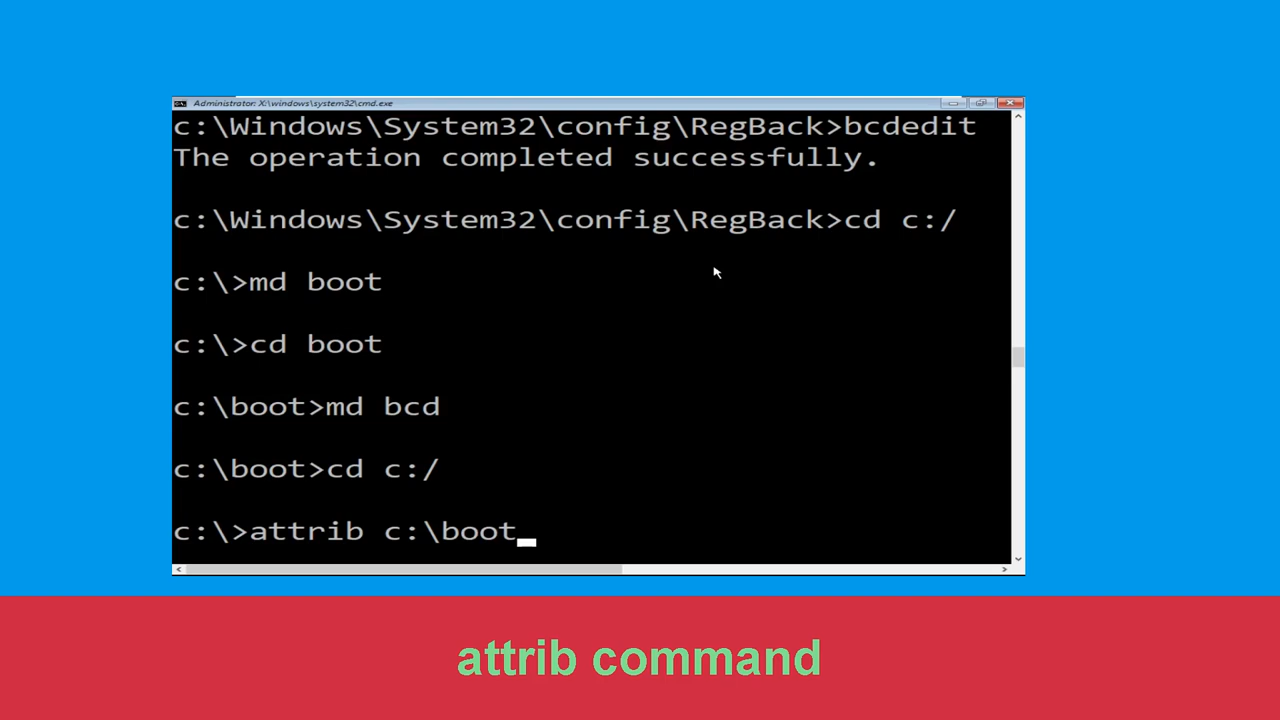 Administrator: X:\windows\system32\cmd.exe
c:\Windows\System32\config\RegBack>bcdedit
The operation completed successfully.
c:\Windows\System32\config\RegBack>cd c:/
c:\>md boot
c:\>cd boot
c:\boot>md bcd
c:\boot>cd c:/
c:\>attrib c:\boot_
attrib command